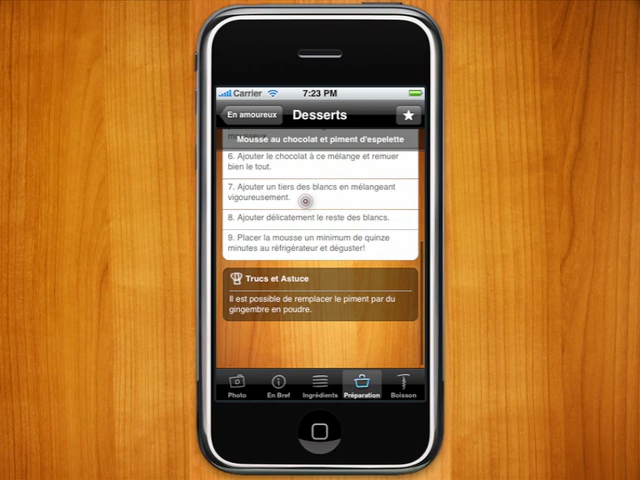 Carrier
7:23 PM
En amoureux
Desserts
Mousse au chocolat et piment d'espelette
6. Ajouter le chocolat à ce mélange et remuer
bien le tout.
7. Ajouter un tiers des blancs en mélangeant
vigoureusement.
8. Ajouter délicatement le reste des blancs.
9. Placer la mousse un minimum de quinze
minutes au réfrigérateur et déguster!
Trucs et Astuce
Il est possible de remplacer le piment par du
gingembre en poudre.
Photo
En Bref
Ingrédients
Préparation
Boisson